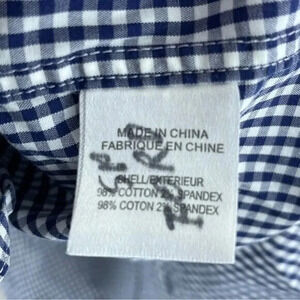 MADE IN CHINA
FABRIQUE EN CHINE
SHELL/EXTERIEUR
98% COTTON 2% SPANDEX
98% COTON 2% SPANDEX